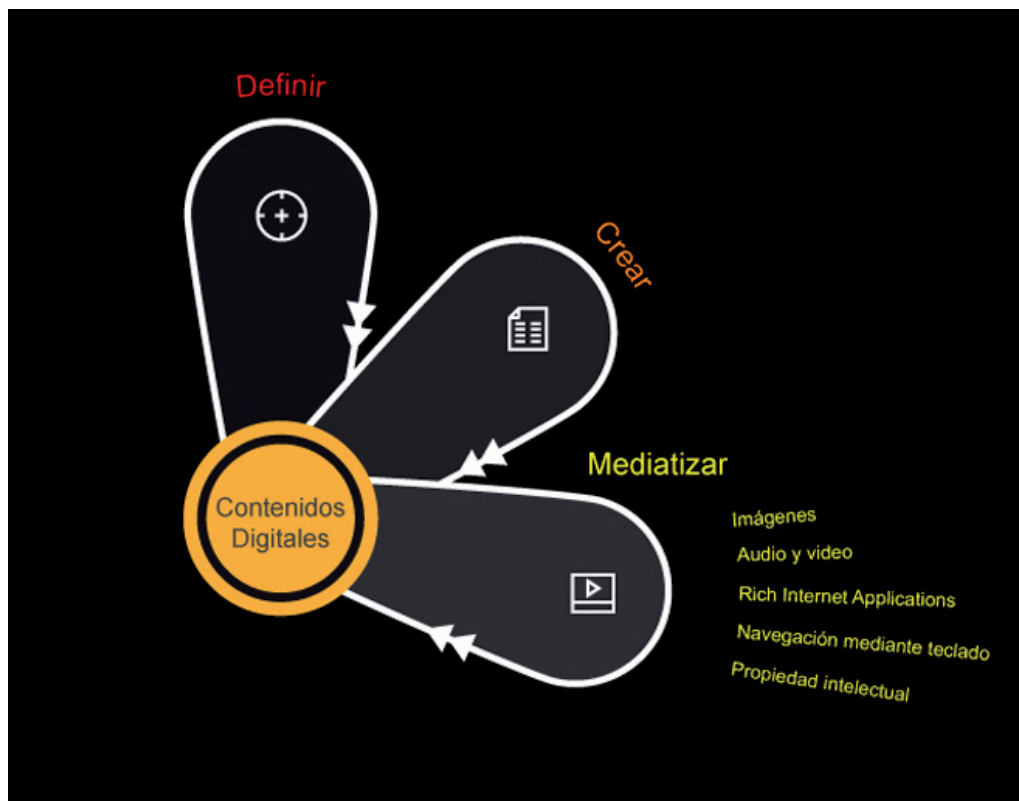 Definir
Crear
Mediatizar
Contenidos
Digitales
Imágenes
Audio y video
Rich Internet Applications
Navegación mediante teclado
Propiedad intelectual